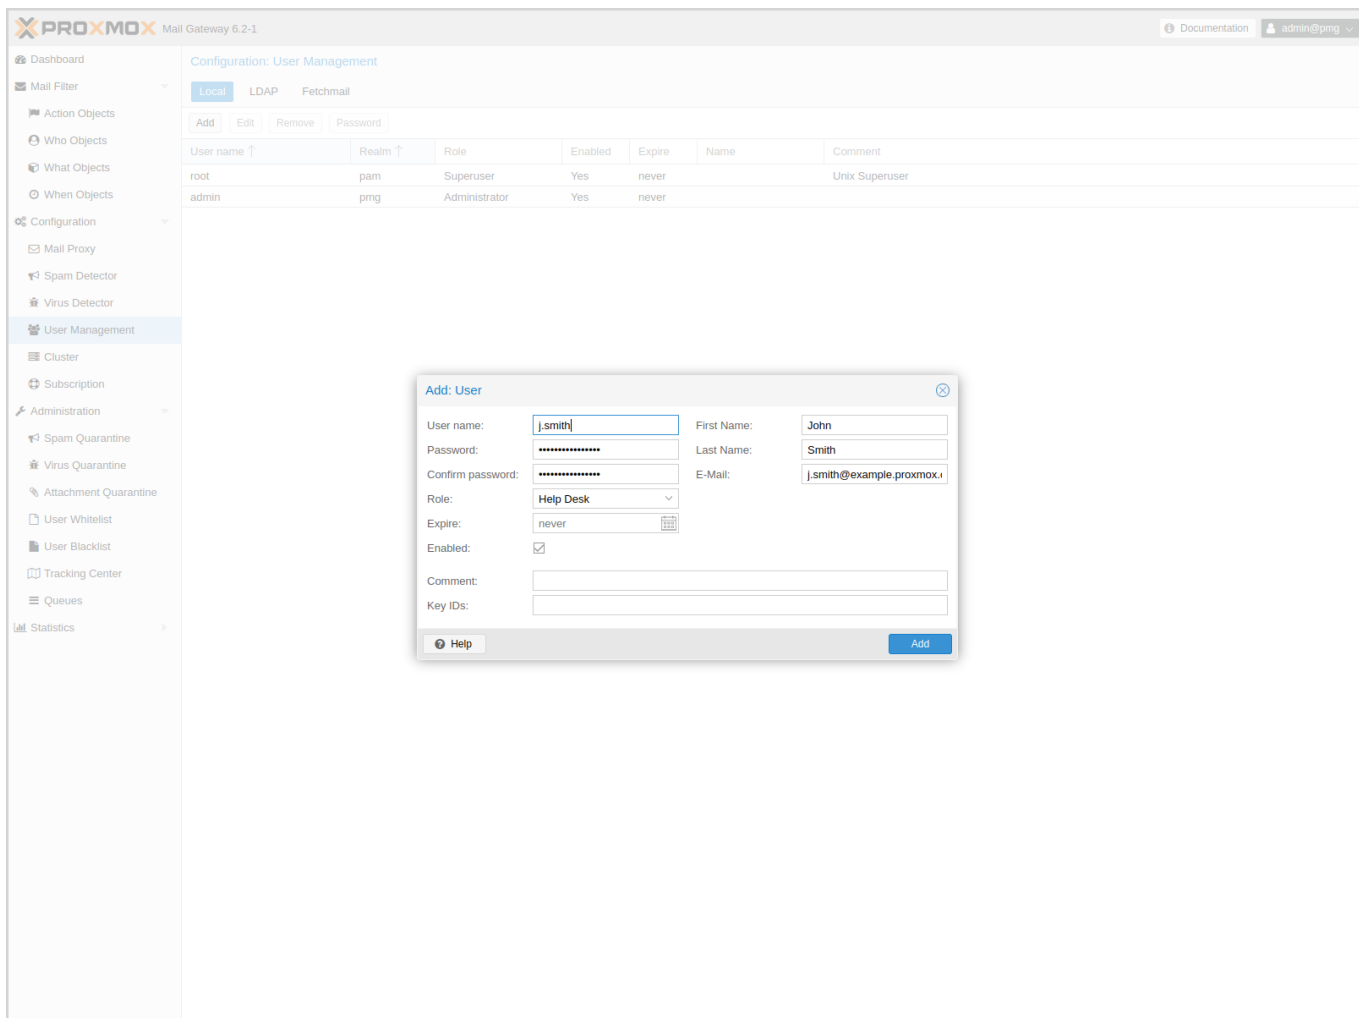 PROXMOX Mail Gateway 6.2-1 Documentation admin@pmg
Dashboard
Mail Filter
Action Objects
Who Objects
What Objects
When Objects
Configuration
Mail Proxy
Spam Detector
Virus Detector
User Management
Cluster
Subscription
Administration
Spam Quarantine
Virus Quarantine
Attachment Quarantine
User Whitelist
User Blacklist
Tracking Center
Queues
Statistics
Configuration: User Management
Local LDAP Fetchmail
Add Edit Remove Password
User name Realm Role Enabled Expire Name Comment
root pam Superuser Yes never Unix Superuser
admin pmg Administrator Yes never
Add: User
User name: j.smith First Name: John
Password: •••••••••••••••• Last Name: Smith
Confirm password: •••••••••••••••• E-Mail: j.smith@example.proxmox.
Role: Help Desk
Expire: never
Enabled:
Comment:
Key IDs:
Help Add